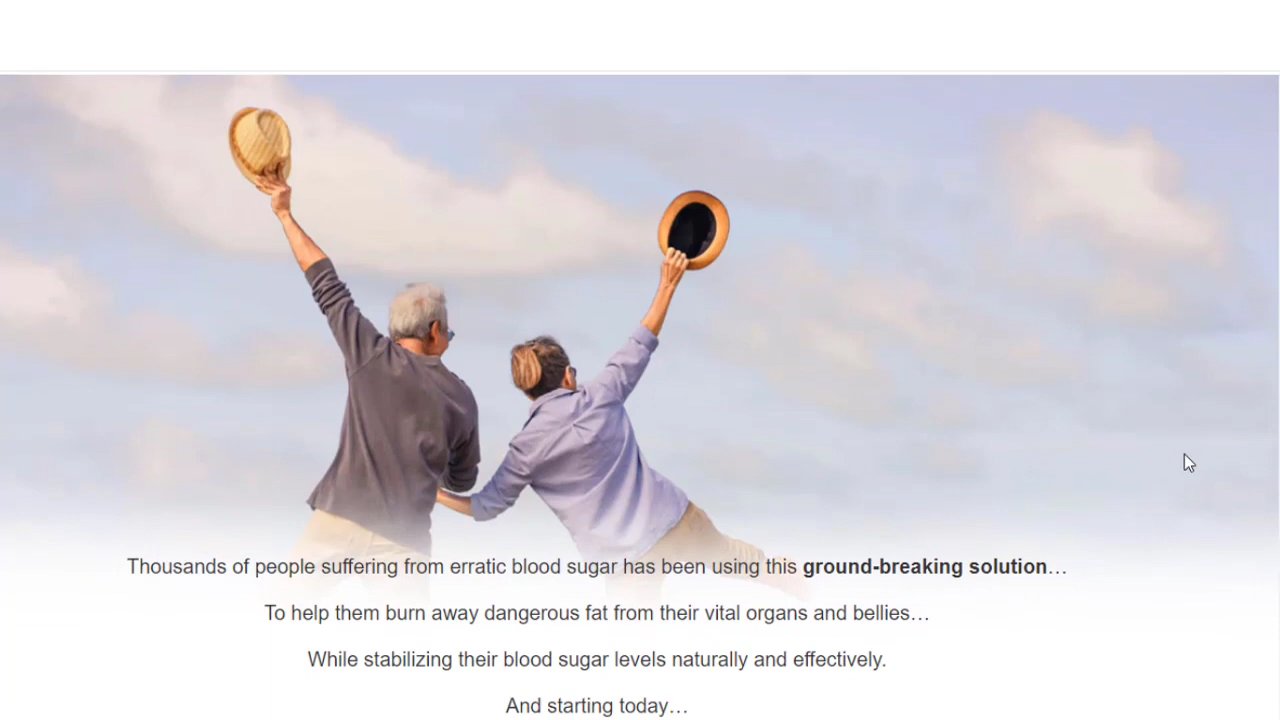 Thousands of people suffering from erratic blood sugar has been using this ground-breaking solution…
To help them burn away dangerous fat from their vital organs and bellies…
While stabilizing their blood sugar levels naturally and effectively.
And starting today…